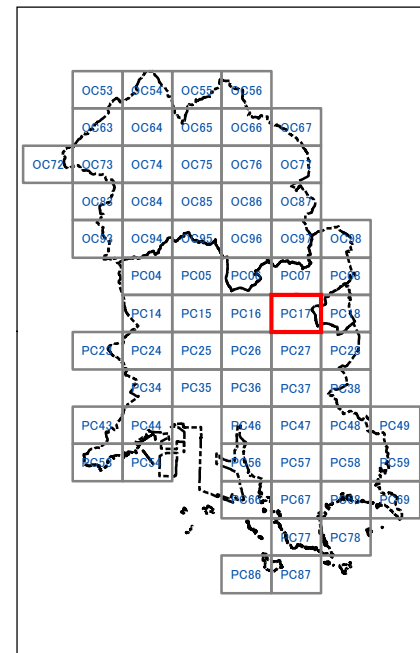 OC53 OC54 OC55 OC56
OC63 OC64 OC65 OC66 OC67
OC72 OC73 OC74 OC75 OC76 OC77
OC83 OC84 OC85 OC86 OC87
OC93 OC94 OC95 OC96 OC97 OC98
PC04 PC05 PC06 PC07 PC08
PC14 PC15 PC16 PC17 PC18
PC23 PC24 PC25 PC26 PC27 PC28
PC34 PC35 PC36 PC37 PC38
PC43 PC44 PC46 PC47 PC48 PC49
PC53 PC54 PC56 PC57 PC58 PC59
PC66 PC67 PC68 PC69
PC77 PC78
PC86 PC87